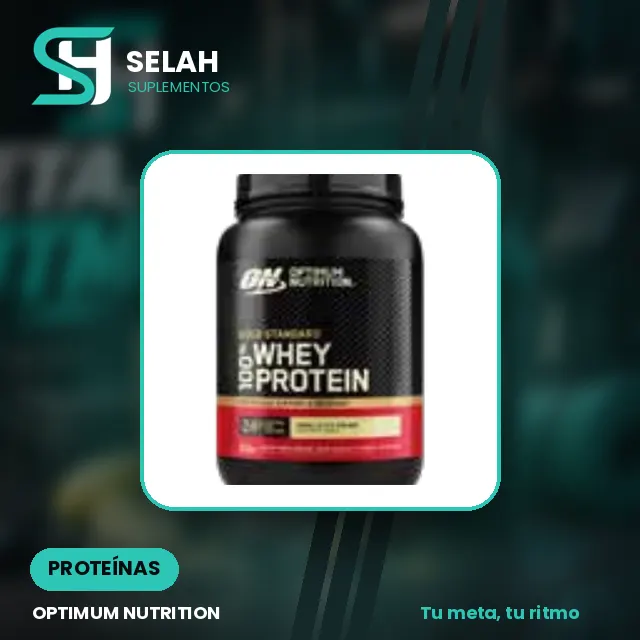 SELAH
SUPLEMENTOS
ON OPTIMUM
NUTRITION
GOLD STANDARD
100% WHEY
PROTEIN
PROTEÍNAS
OPTIMUM NUTRITION
Tu meta, tu ritmo